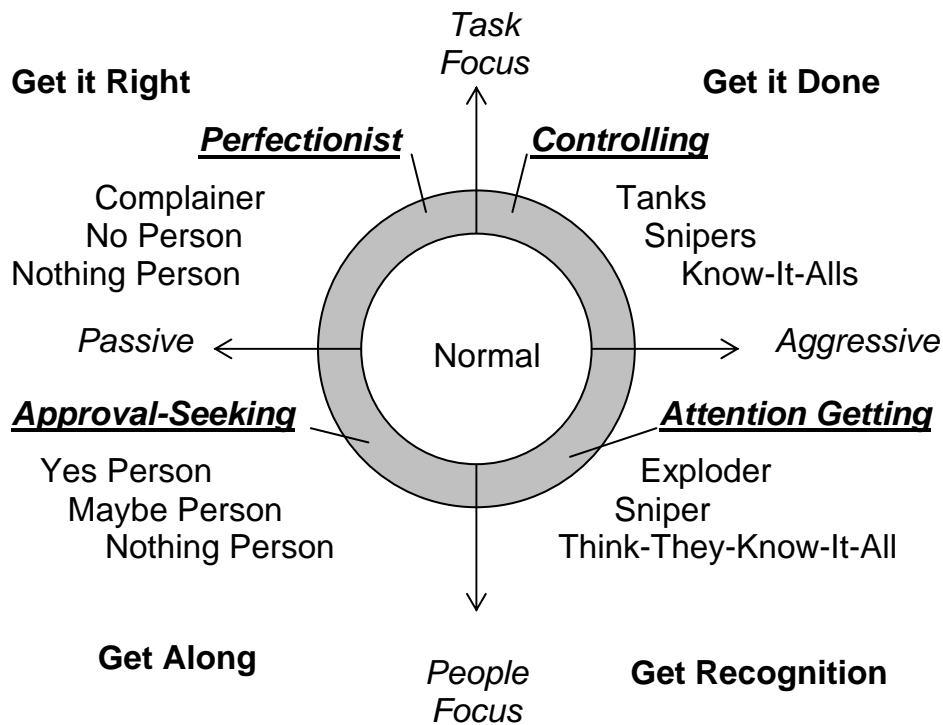 Task
Focus
Get it Right
Get it Done
Perfectionist
Controlling
Complainer
No Person
Nothing Person
Tanks
Snipers
Know-It-Alls
Passive
Normal
Aggressive
Approval-Seeking
Attention Getting
Yes Person
Maybe Person
Nothing Person
Exploder
Sniper
Think-They-Know-It-All
Get Along
People
Focus
Get Recognition